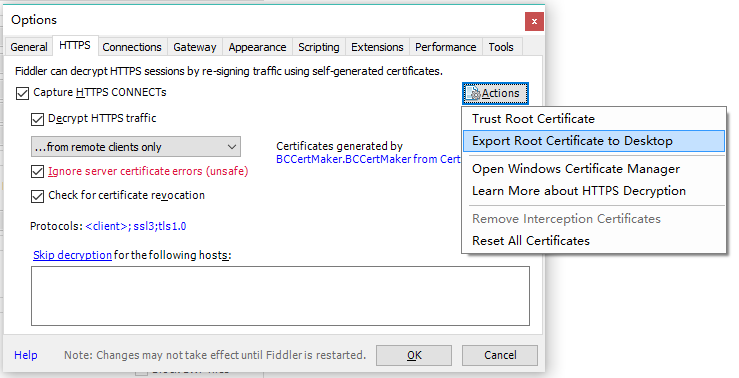 Options
x
General HTTPS Connections Gateway Appearance Scripting Extensions Performance Tools
Fiddler can decrypt HTTPS sessions by re-signing traffic using self-generated certificates.
Capture HTTPS CONNECTs
Actions
Decrypt HTTPS traffic
...from remote clients only
Certificates generated by
BCCertMaker.BCCertMaker from Cert
Ignore server certificate errors (unsafe)
Check for certificate revocation
Protocols: <client>;ssl3;tls1.0
Skip decryption for the following hosts:
Help
Note: Changes may not take effect until Fiddler is restarted.
OK
Cancel
Trust Root Certificate
Export Root Certificate to Desktop
Open Windows Certificate Manager
Learn More about HTTPS Decryption
Remove Interception Certificates
Reset All Certificates